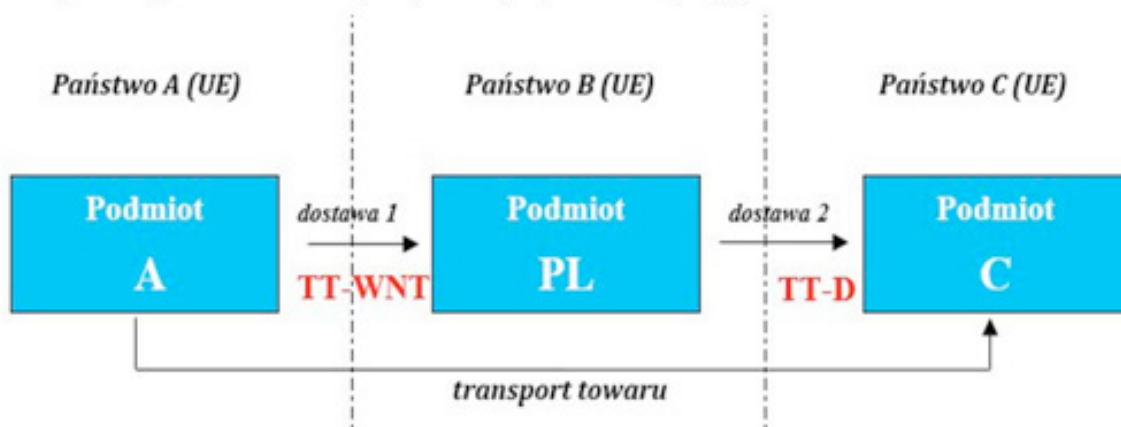 Państwo A (UE)
Państwo B (UE)
Państwo C (UE)
Podmiot
A
dostawa 1
TT-WNT
Podmiot
PL
dostawa 2
TT-D
Podmiot
C
transport towaru